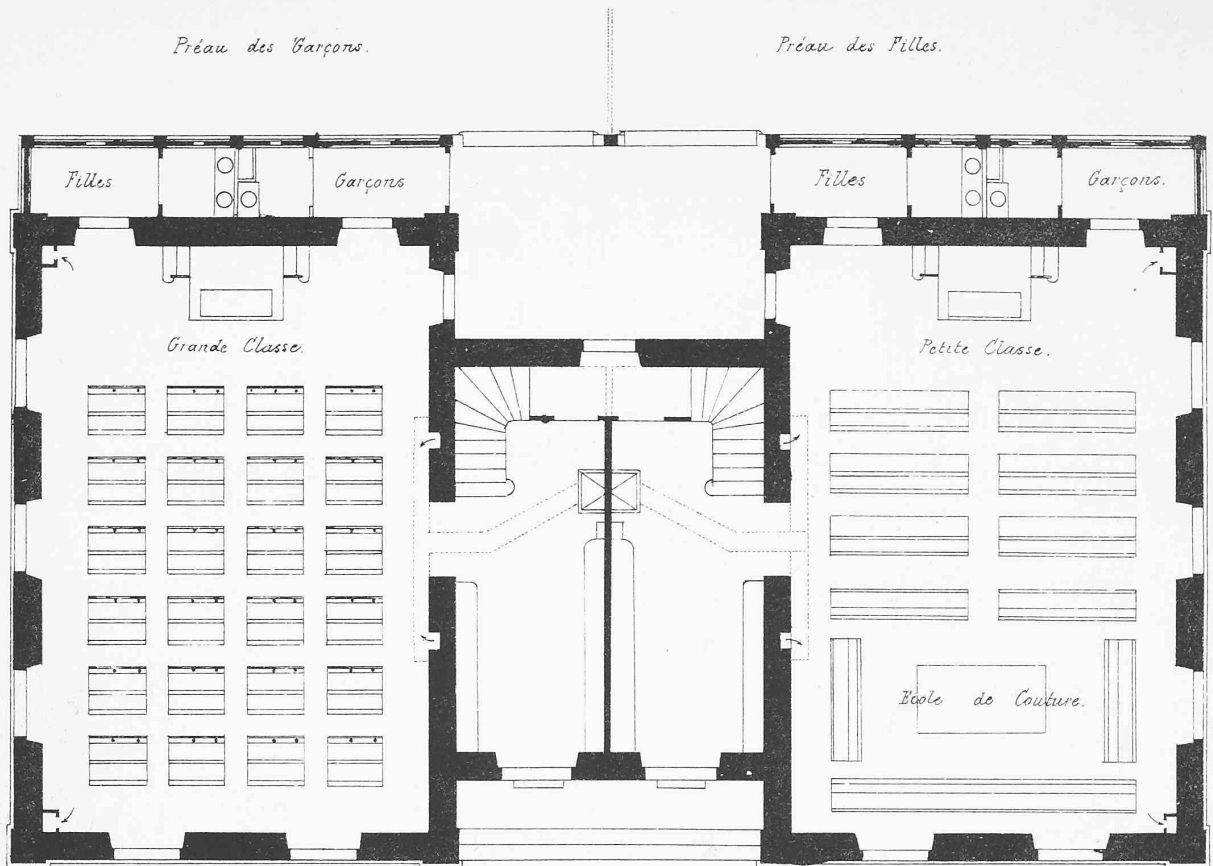 Préau des Garçons.
Préau des Filles.
Filles
Garçons
Filles
Garçons.
Grande Classe.
Petite Classe.
Ecole de Couture.